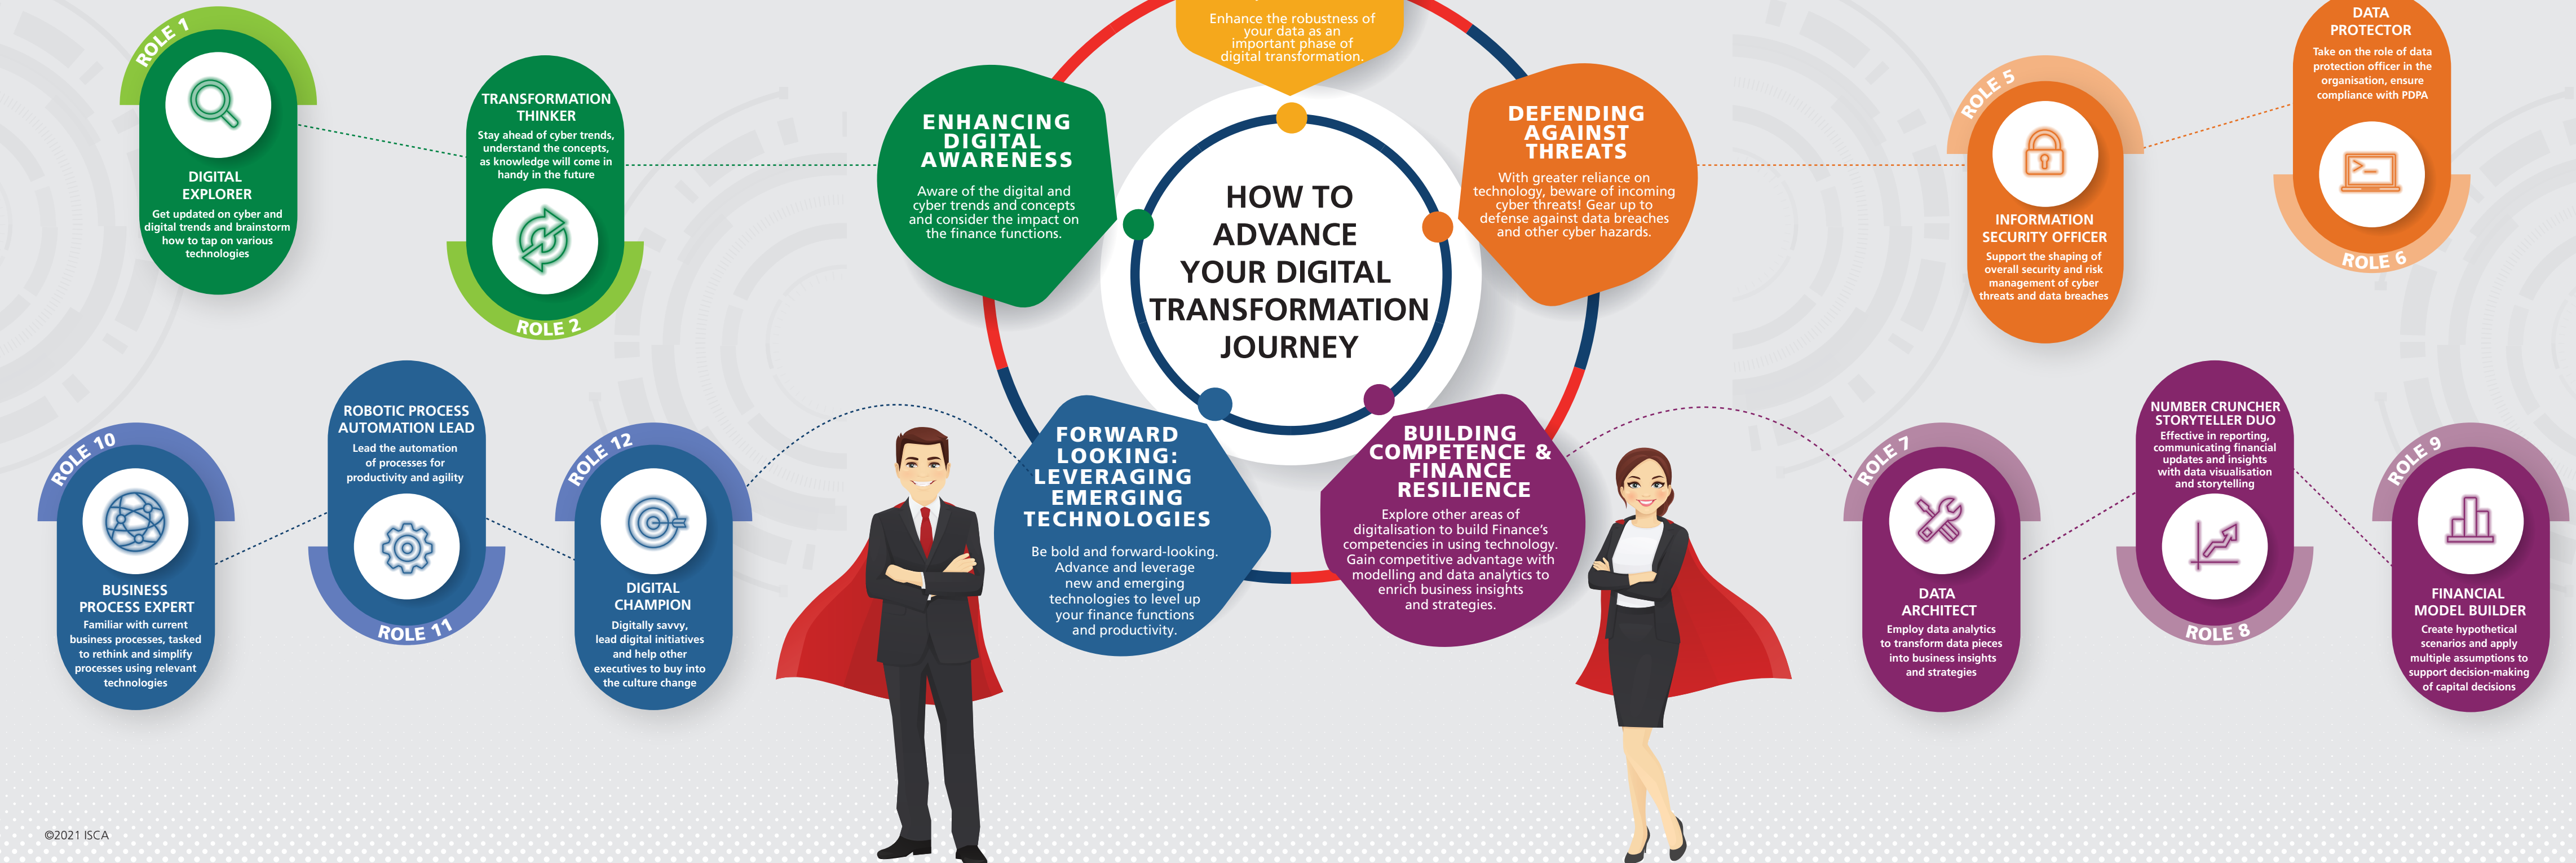 Enhance the robustness of
your data as an
important phase of
digital transformation.
HOW TO
ADVANCE
YOUR DIGITAL
TRANSFORMATION
JOURNEY
ENHANCING
DIGITAL
AWARENESS
Aware of the digital and
cyber trends and concepts
and consider the impact on
the finance functions.
ROLE 1
DIGITAL
EXPLORER
Get updated on cyber and
digital trends and brainstorm
how to tap on various
technologies
TRANSFORMATION
THINKER
Stay ahead of cyber trends,
understand the concepts,
as knowledge will come in
handy in the future
ROLE 2
DEFENDING
AGAINST
THREATS
With greater reliance on
technology, beware of incoming
cyber threats! Gear up to
defense against data breaches
and other cyber hazards.
ROLE 5
INFORMATION
SECURITY OFFICER
Support the shaping of
overall security and risk
management of cyber
threats and data breaches
DATA
PROTECTOR
Take on the role of data
protection officer in the
organisation, ensure
compliance with PDPA
ROLE 6
BUILDING
COMPETENCE &
FINANCE
RESILIENCE
Explore other areas of
digitalisation to build Finance's
competencies in using technology.
Gain competitive advantage with
modelling and data analytics to
enrich business insights
and strategies.
ROLE 7
DATA
ARCHITECT
Employ data analytics
to transform data pieces
into business insights
and strategies
NUMBER CRUNCHER
STORYTELLER DUO
Effective in reporting,
communicating financial
updates and insights
with data visualisation
and storytelling
ROLE 8
ROLE 9
FINANCIAL
MODEL BUILDER
Create hypothetical
scenarios and apply
multiple assumptions to
support decision-making
of capital decisions
FORWARD
LOOKING:
LEVERAGING
EMERGING
TECHNOLOGIES
Be bold and forward-looking.
Advance and leverage
new and emerging
technologies to level up
your finance functions
and productivity.
ROLE 10
BUSINESS
PROCESS EXPERT
Familiar with current
business processes, tasked
to rethink and simplify
processes using relevant
technologies
ROBOTIC PROCESS
AUTOMATION LEAD
Lead the automation
of processes for
productivity and agility
ROLE 11
ROLE 12
DIGITAL
CHAMPION
Digitally savvy,
lead digital initiatives
and help other
executives to buy into
the culture change
©2021 ISCA